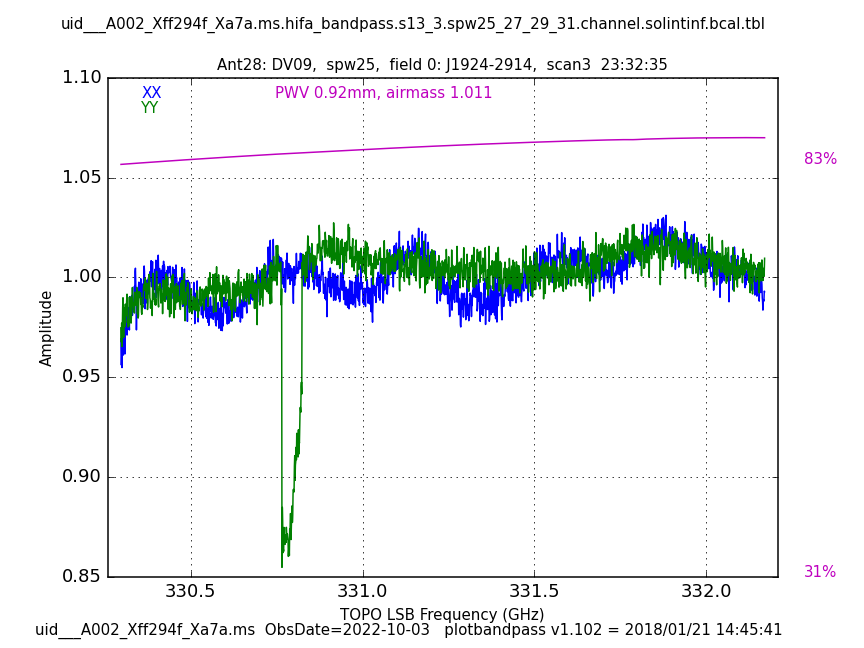 uid___A002_Xff294f_Xa7a.ms.hifa_bandpass.s13_3.spw25_27_29_31.channel.solintinf.bcal.tbl
Ant28: DV09,  spw25,  field 0: J1924-2914,  scan3  23:32:35
XX
YY
PWV 0.92mm, airmass 1.011
1.10
1.05
1.00
0.95
0.90
0.85
Amplitude
83%
31%
330.5 331.0 331.5 332.0
TOPO LSB Frequency (GHz)
uid___A002_Xff294f_Xa7a.ms  ObsDate=2022-10-03   plotbandpass v1.102 = 2018/01/21 14:45:41